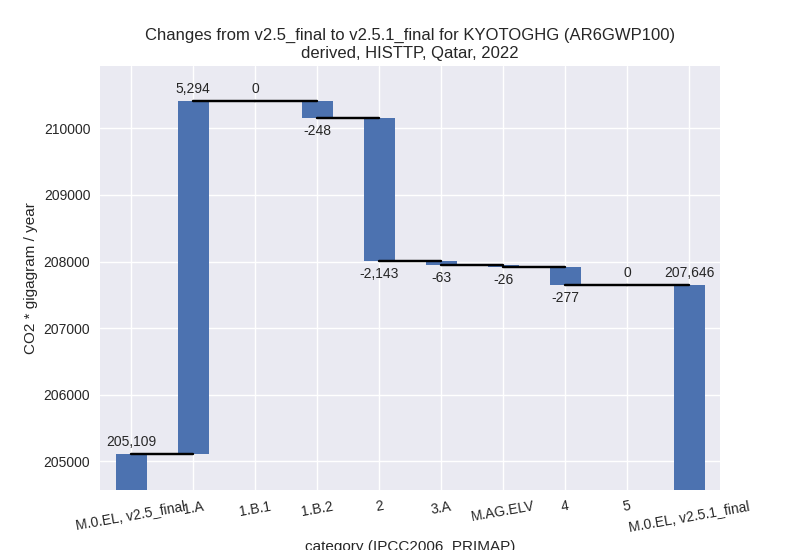 Changes from v2.5_final to v2.5.1_final for KYOTOGHG (AR6GWP100)
derived, HISTTP, Qatar, 2022
CO2 * gigagram / year
210000
209000
208000
207000
206000
205000
205,109
5,294
0
-248
-2,143
-63
-26
-277
0
207,646
M.0.EL, v2.5_final
1.A
1.B.1
1.B.2
2
3.A
M.AG.ELV
4
5
M.0.EL, v2.5.1_final
category (IPCC2006_PRIMAP)